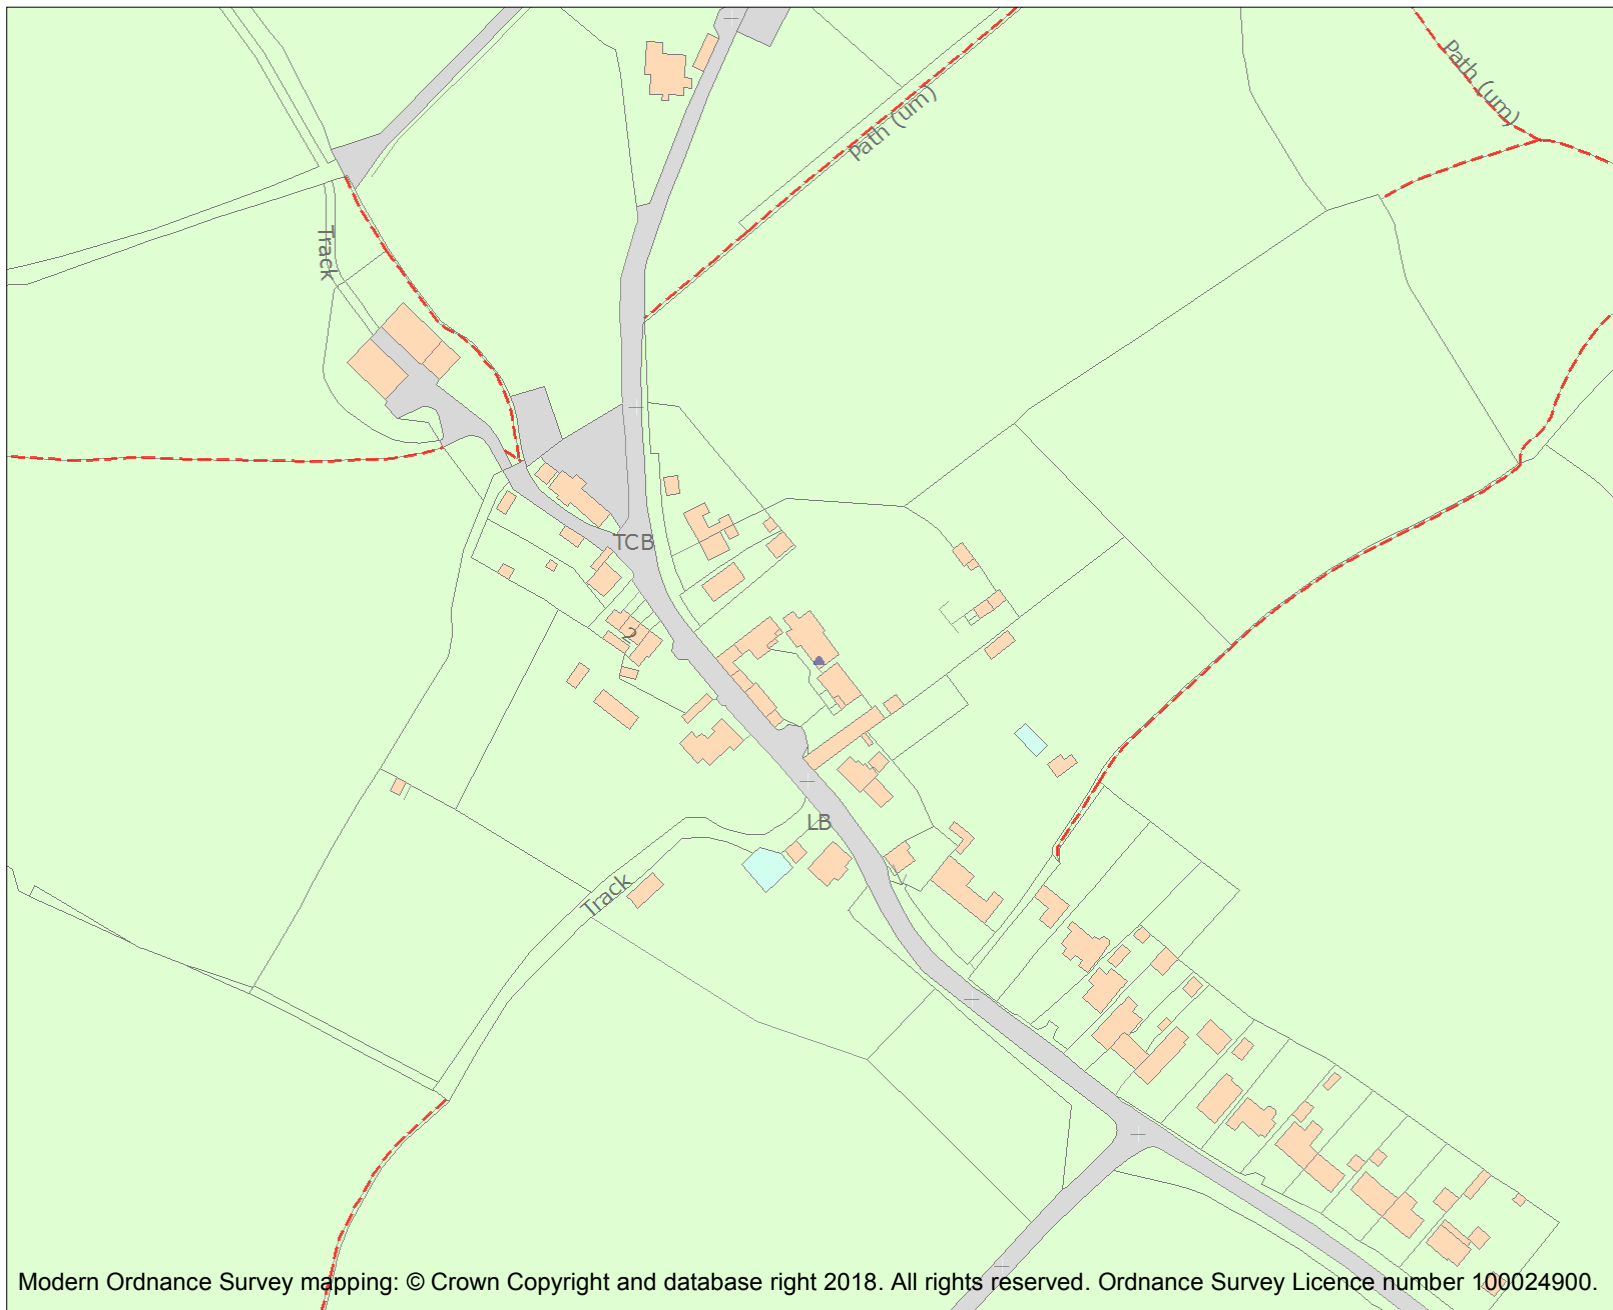 Path (um)
Path (um)
Track
TCB
2
LB
Track
Modern Ordnance Survey mapping: © Crown Copyright and database right 2018. All rights reserved. Ordnance Survey Licence number 100024900.